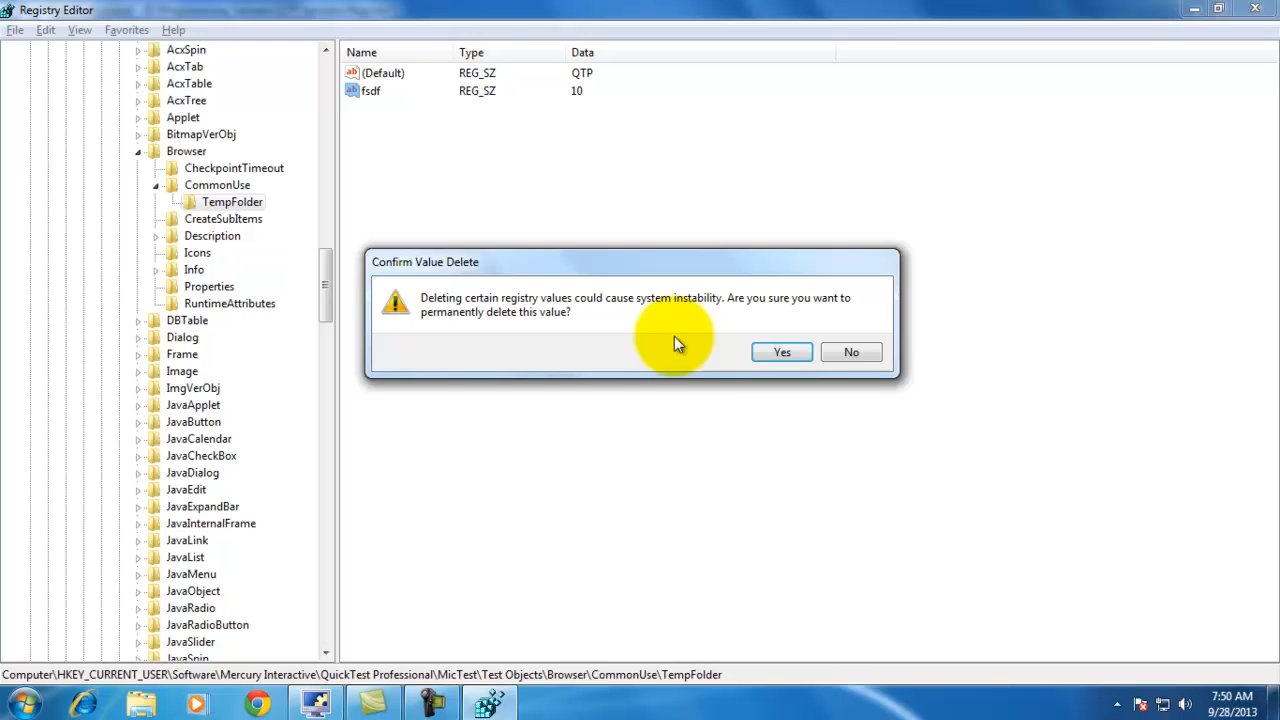 Registry Editor
File Edit View Favorites Help
AcxSpin
AcxTab
AcxTable
AcxTree
Applet
BitmapVerObj
Browser
CheckpointTimeout
CommonUse
TempFolder
CreateSubItems
Description
Icons
Info
Properties
RuntimeAttributes
DBTable
Dialog
Frame
Image
ImgVerObj
JavaApplet
JavaButton
JavaCalendar
JavaCheckBox
JavaDialog
JavaEdit
JavaExpandBar
JavaInternalFrame
JavaLink
JavaList
JavaMenu
JavaObject
JavaRadio
JavaRadioButton
JavaSlider
JavaSpin
Name Type Data
ab (Default) REG_SZ QTP
ab fsdf REG_SZ 10
Confirm Value Delete
Deleting certain registry values could cause system instability. Are you sure you want to
permanently delete this value?
Yes No
Computer\HKEY_CURRENT_USER\Software\Mercury Interactive\QuickTest Professional\MicTest\Test Objects\Browser\CommonUse\TempFolder
7:50 AM
9/28/2013